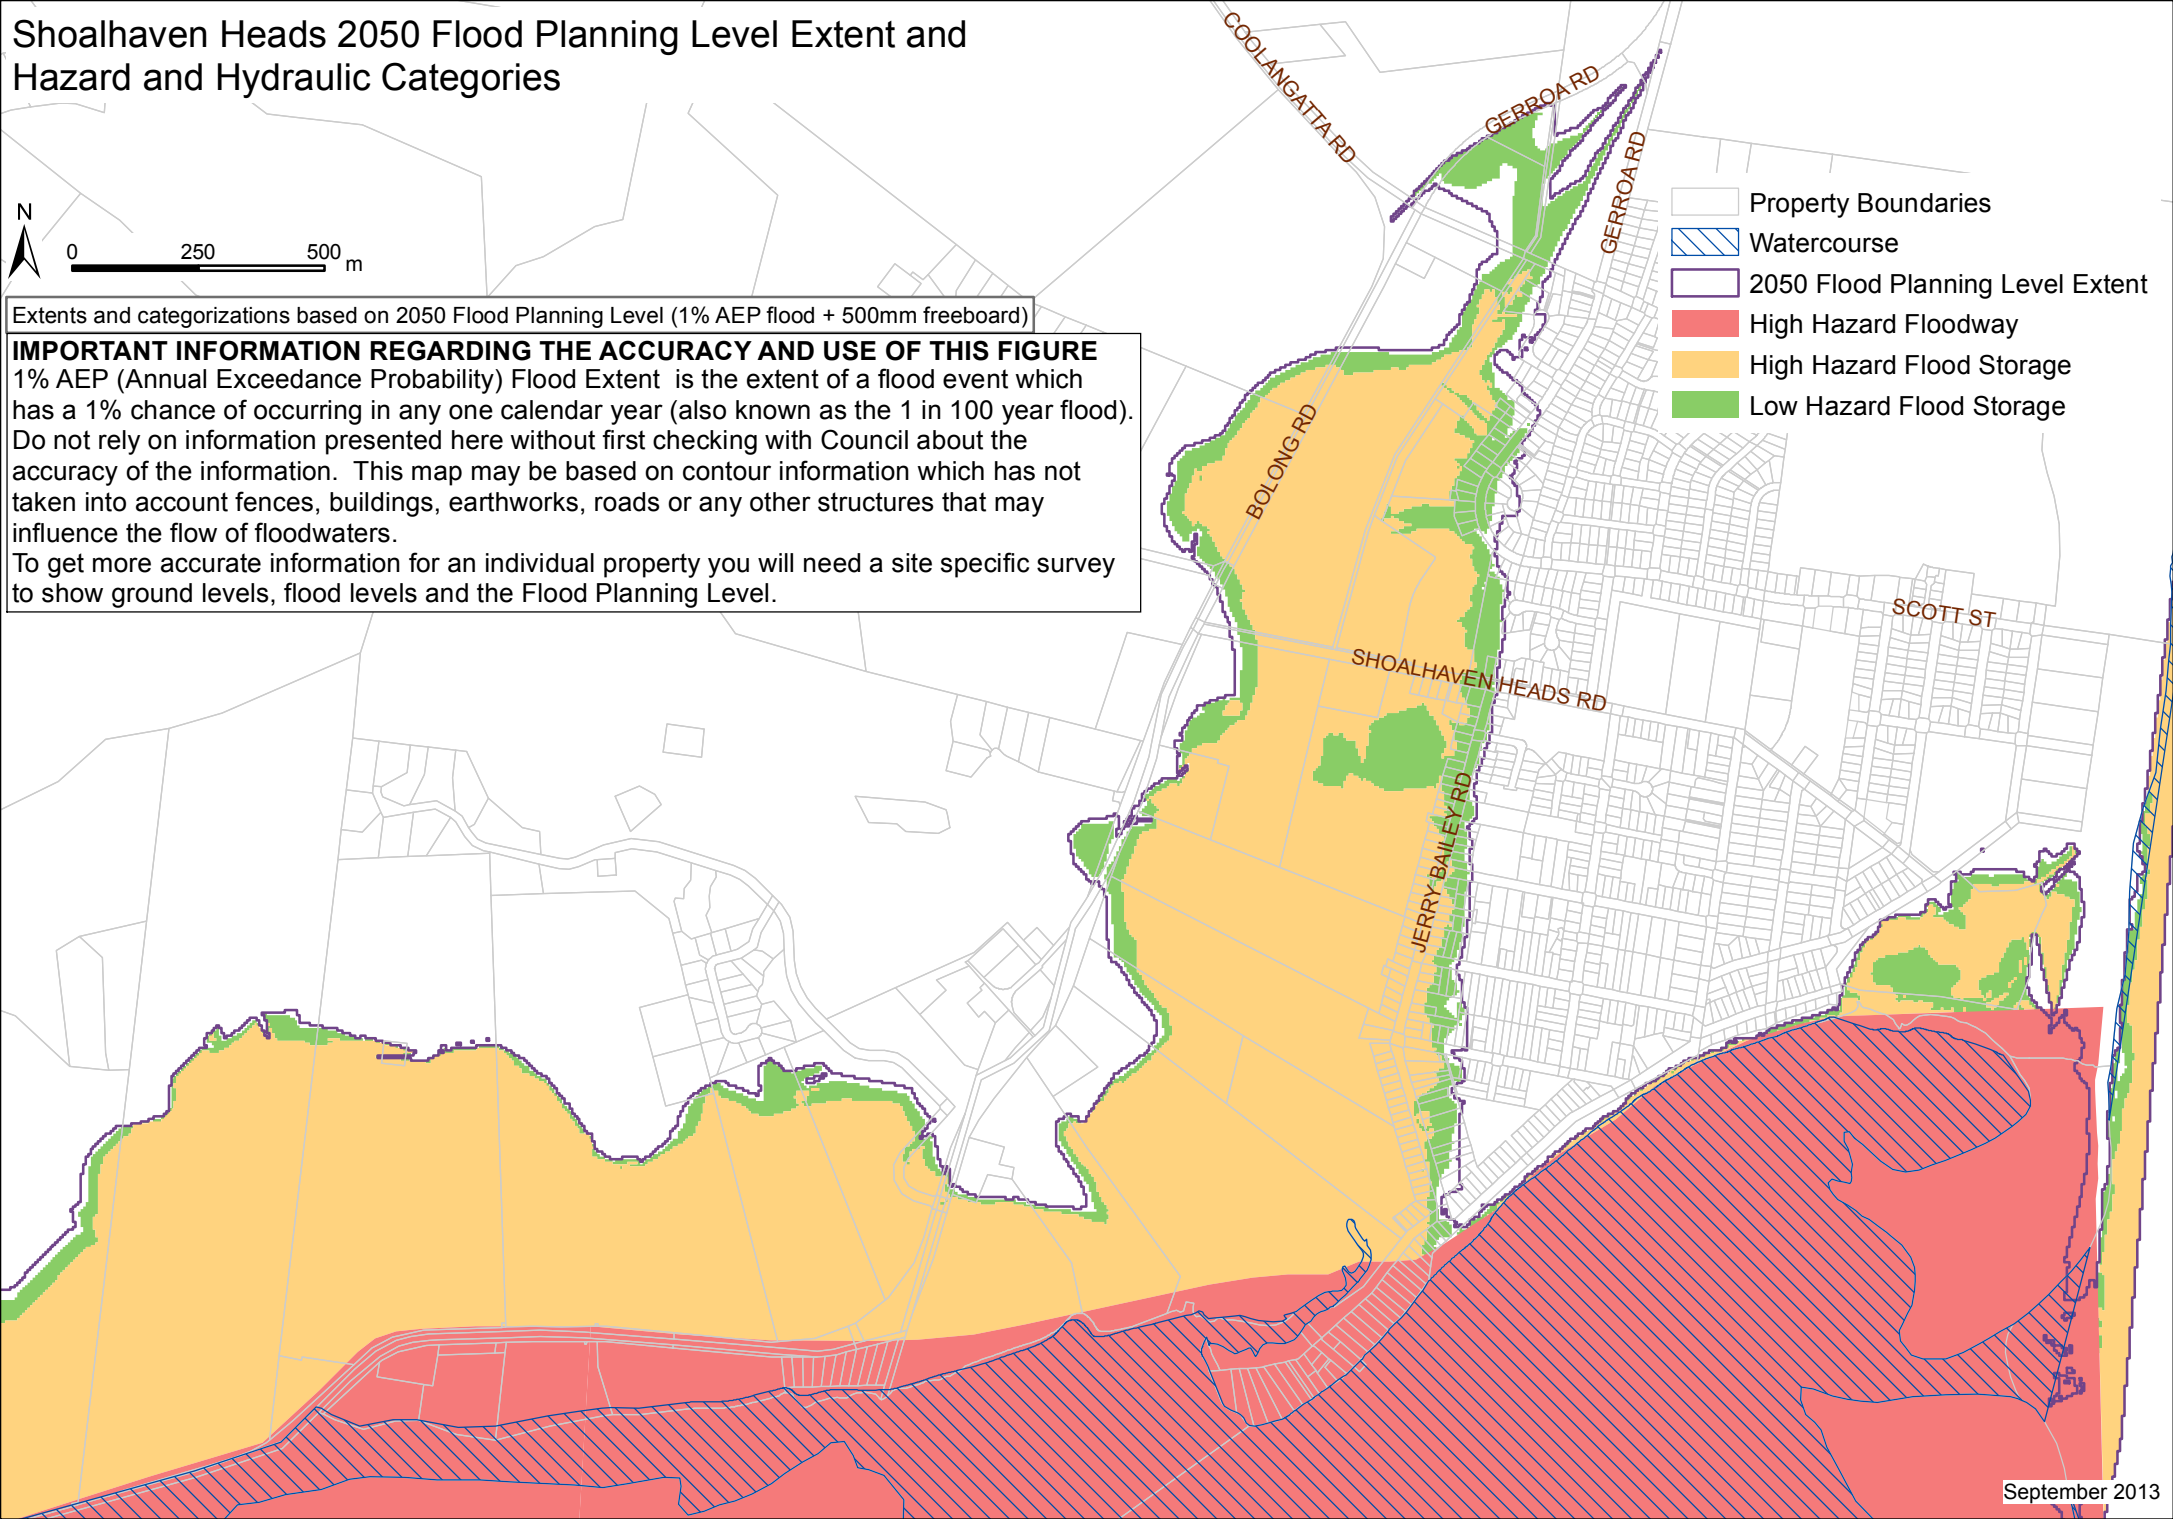 Shoalhaven Heads 2050 Flood Planning Level Extent and
Hazard and Hydraulic Categories
N
0 250 500 m
Extents and categorizations based on 2050 Flood Planning Level (1% AEP flood + 500mm freeboard)
IMPORTANT INFORMATION REGARDING THE ACCURACY AND USE OF THIS FIGURE
1% AEP (Annual Exceedance Probability) Flood Extent is the extent of a flood event which
has a 1% chance of occurring in any one calendar year (also known as the 1 in 100 year flood).
Do not rely on information presented here without first checking with Council about the
accuracy of the information. This map may be based on contour information which has not
taken into account fences, buildings, earthworks, roads or any other structures that may
influence the flow of floodwaters.
To get more accurate information for an individual property you will need a site specific survey
to show ground levels, flood levels and the Flood Planning Level.
COOLANGATTA RD
GERROA RD
GERROA RD
Property Boundaries
Watercourse
2050 Flood Planning Level Extent
High Hazard Floodway
High Hazard Flood Storage
Low Hazard Flood Storage
BOLONG RD
SCOTT ST
SHOALHAVEN HEADS RD
JERRY BAILEY RD
September 2013